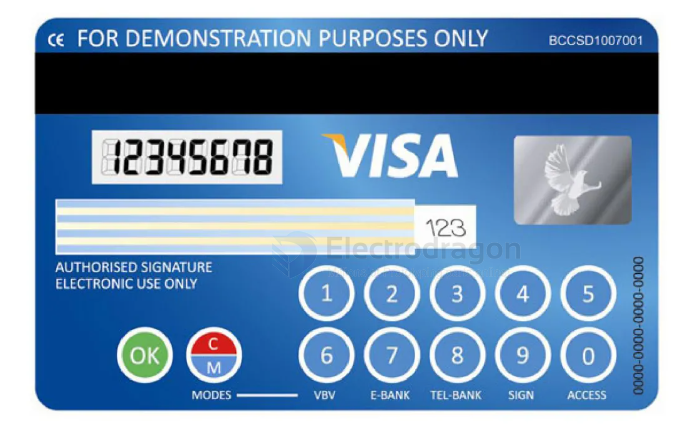 CE FOR DEMONSTRATION PURPOSES ONLY BCCSD1007001
12345678 VISA
123
Electrodragon
AUTHORISED SIGNATURE
ELECTRONIC USE ONLY
1 2 3 4 5
OK C M 6 7 8 9 0
MODES VBV E-BANK TEL-BANK SIGN ACCESS
0000-0000-0000-0000